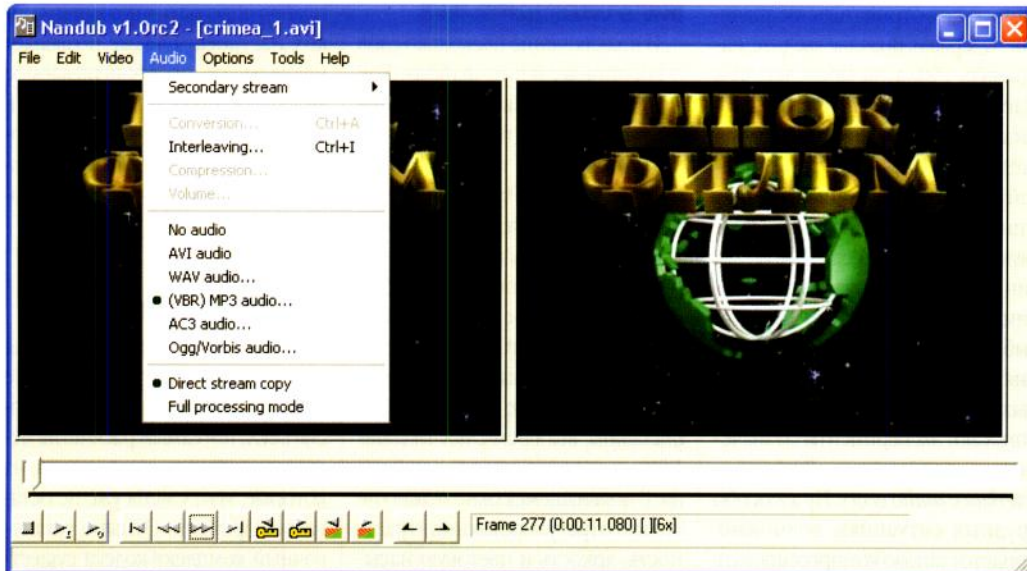 Nandub v1.0rc2 - [crimea_1.avi]
File Edit Video Audio Options Tools Help
Secondary stream
Conversion... Ctrl+A
Interleaving... Ctrl+I
Compression...
Volume...
No audio
AVI audio
WAV audio...
(VBR) MP3 audio...
AC3 audio...
Ogg/Vorbis audio...
Direct stream copy
Full processing mode
ШПОК
ФИЛЬМ
Frame 277 (0:00:11.080) [ ][6x]